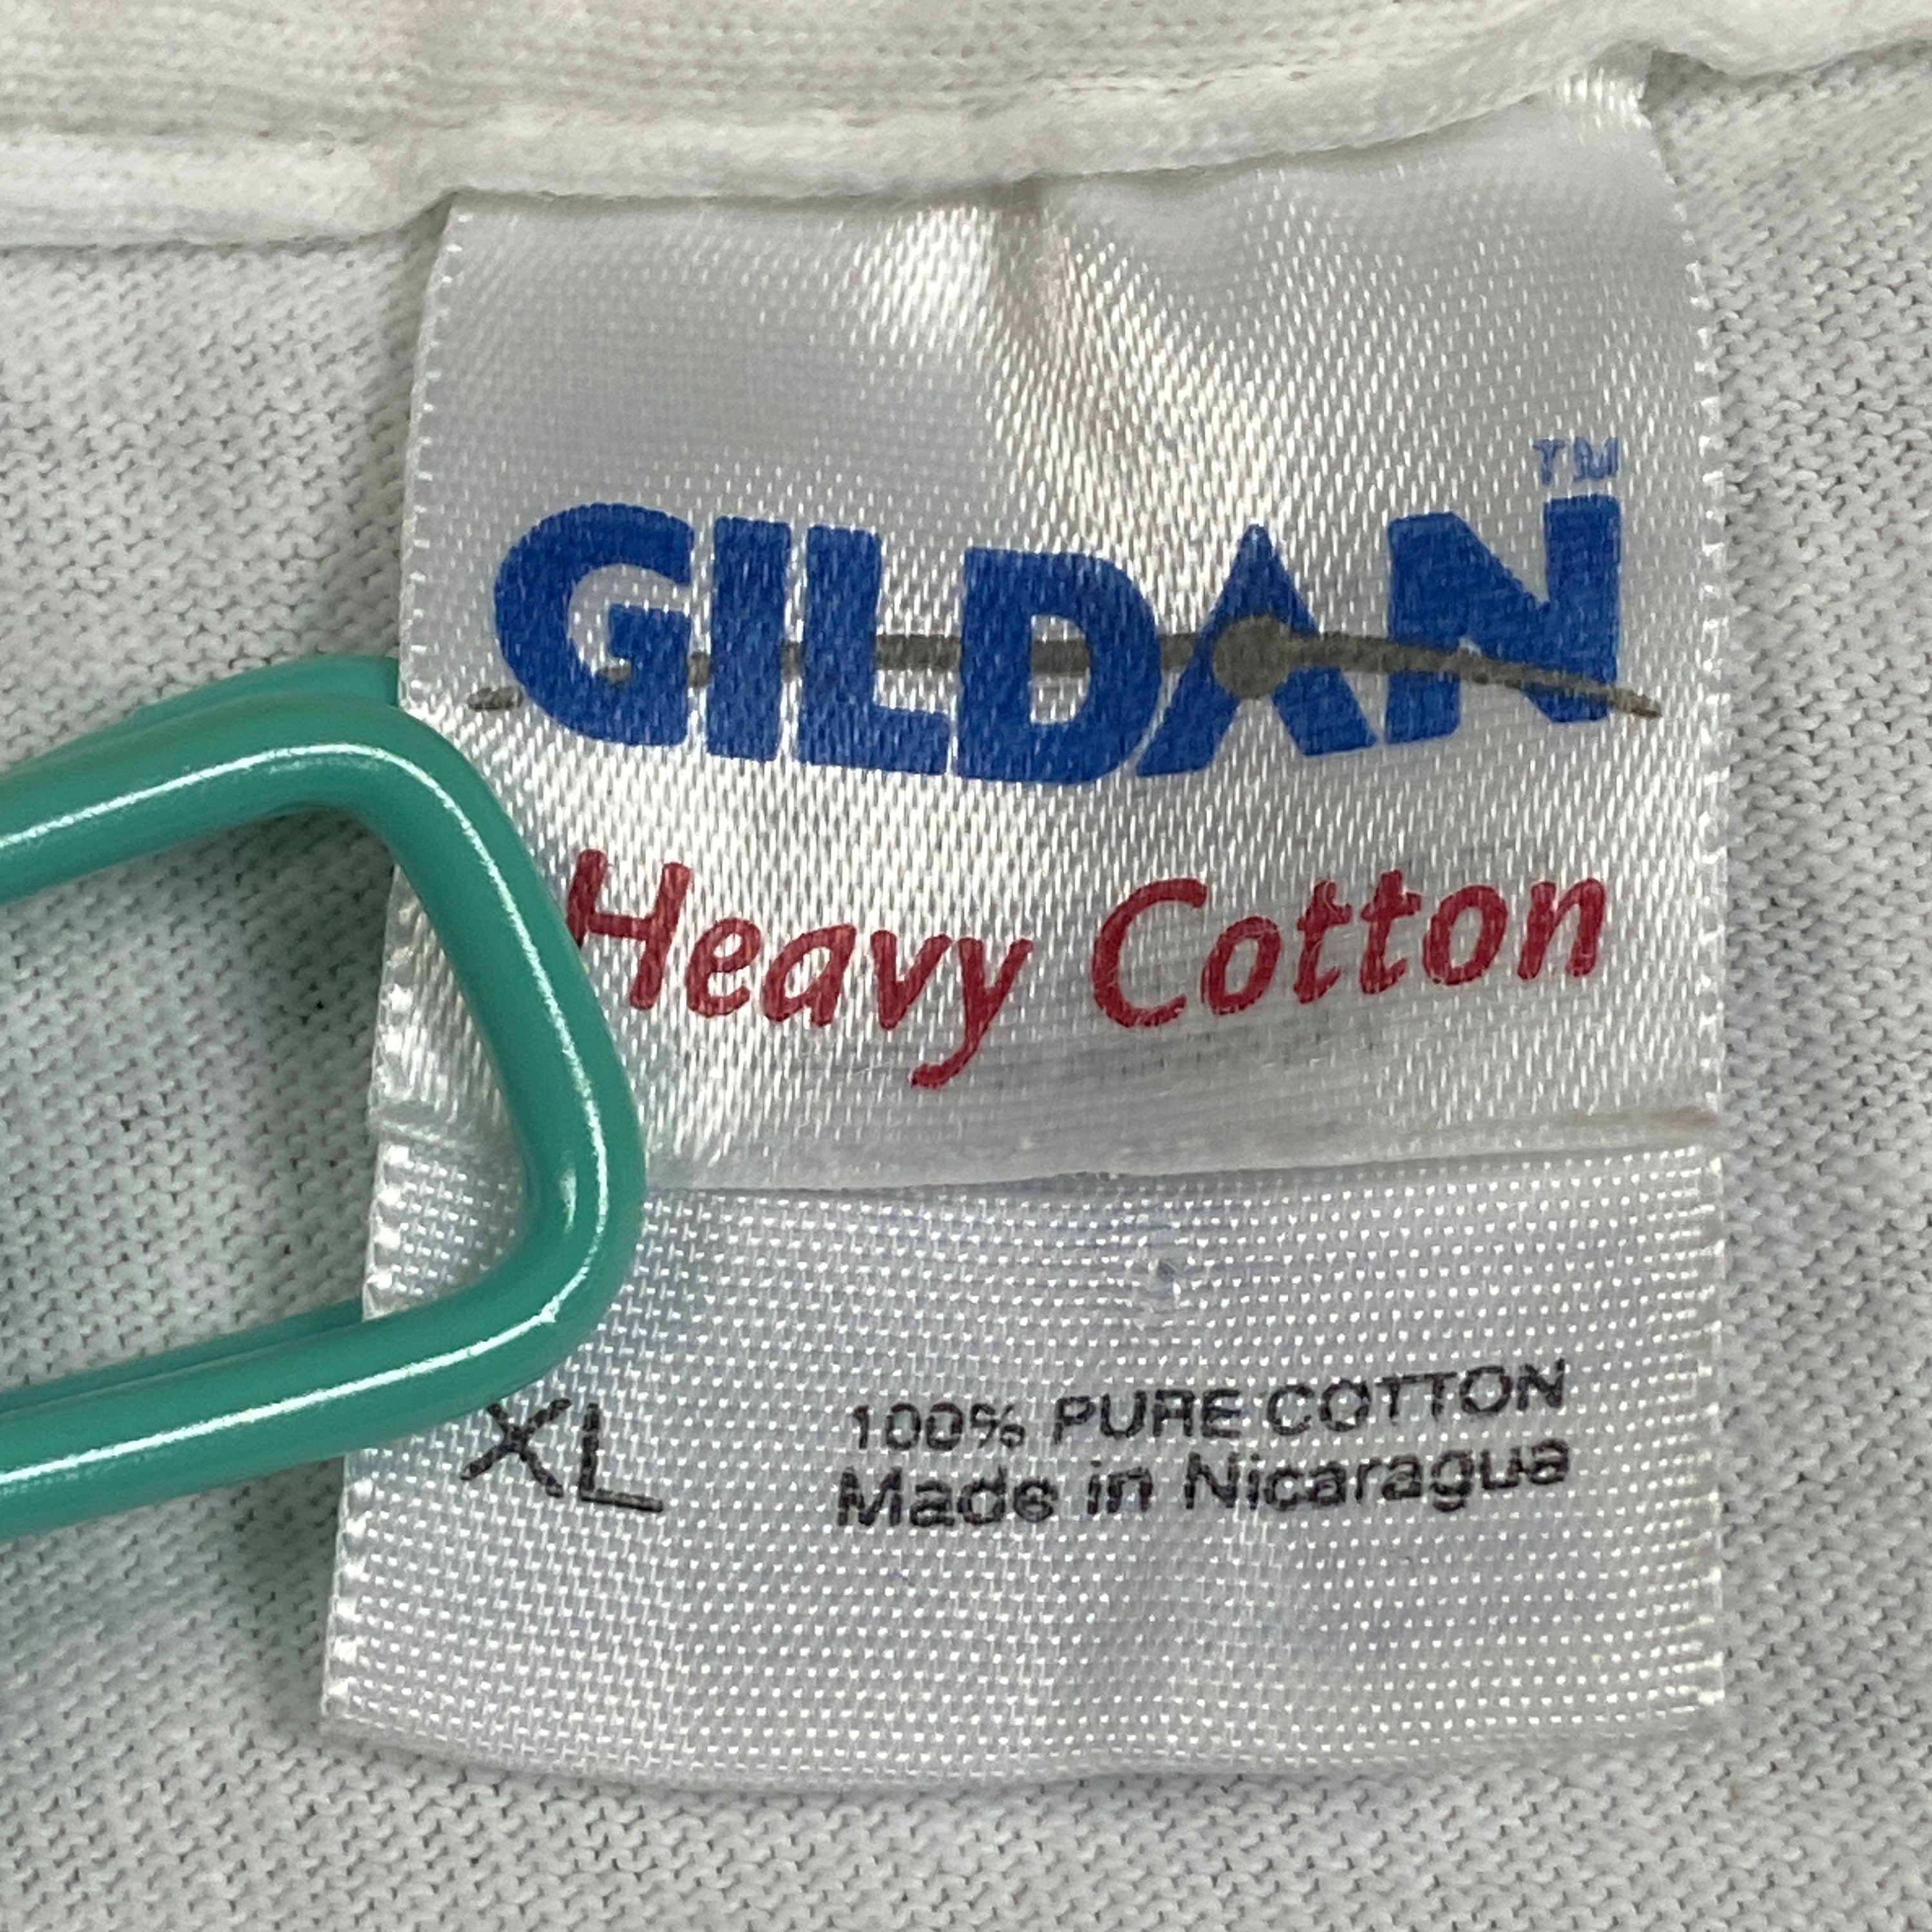 GILDAN™
Heavy Cotton
XL 100% PURE COTTON
Made in Nicaragua